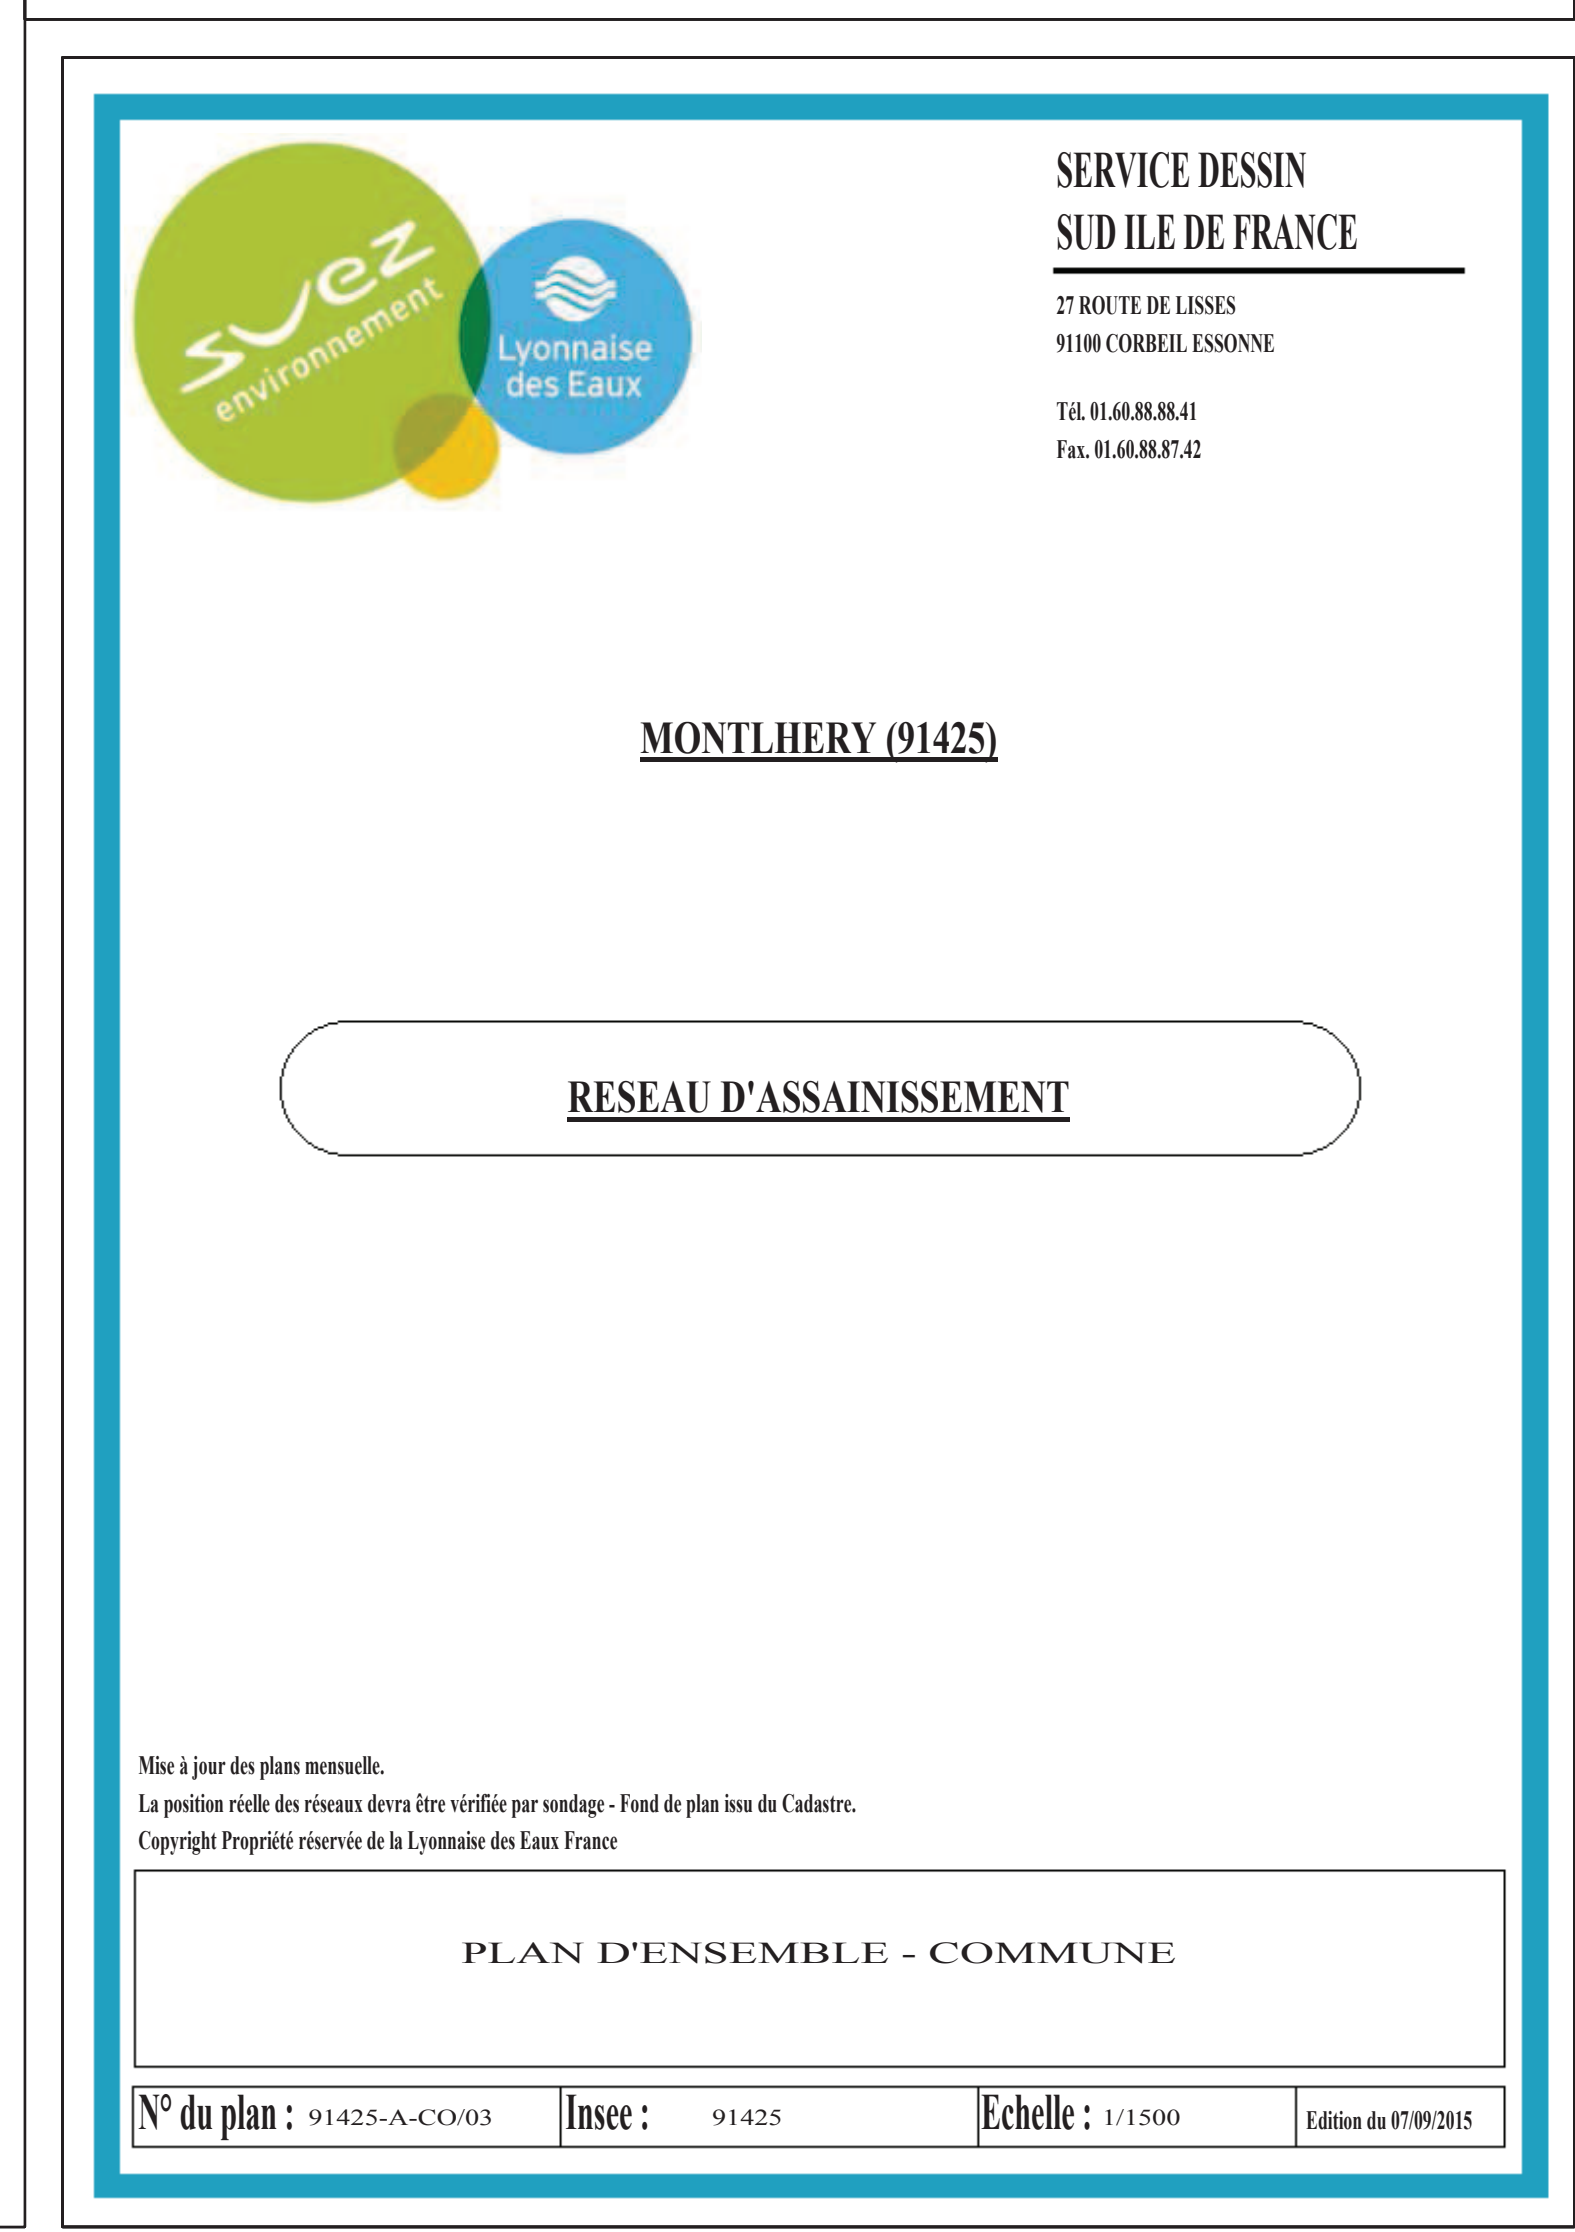 suez
environnement
Lyonnaise
des Eaux
SERVICE DESSIN
SUD ILE DE FRANCE
27 ROUTE DE LISSES
91100 CORBEIL ESSONNE
Tél. 01.60.88.88.41
Fax. 01.60.88.87.42
MONTLHERY (91425)
RESEAU D'ASSAINISSEMENT
Mise à jour des plans mensuelle.
La position réelle des réseaux devra être vérifiée par sondage - Fond de plan issu du Cadastre.
Copyright Propriété réservée de la Lyonnaise des Eaux France
PLAN D'ENSEMBLE - COMMUNE
N° du plan : 91425-A-CO/03 Insee : 91425 Echelle : 1/1500 Edition du 07/09/2015